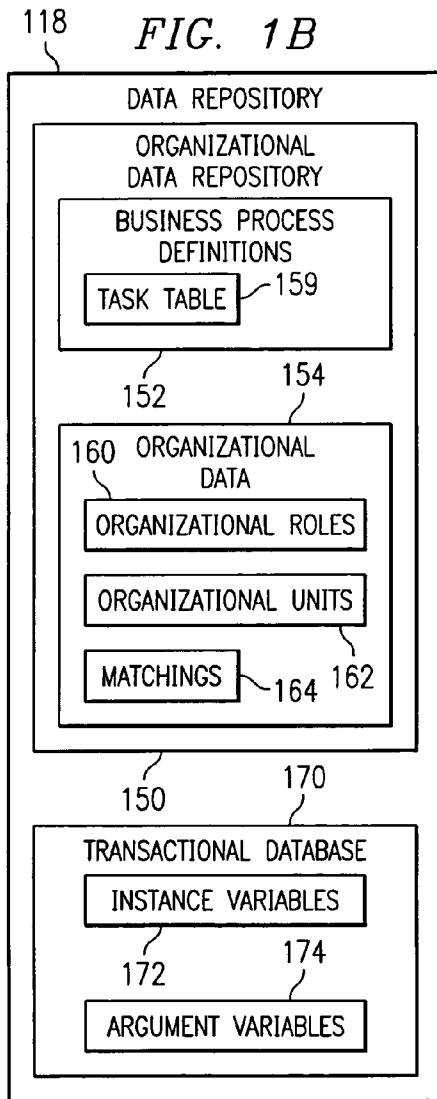 118
FIG. 1B
DATA REPOSITORY
ORGANIZATIONAL
DATA REPOSITORY
BUSINESS PROCESS
DEFINITIONS
TASK TABLE
159
152
154
ORGANIZATIONAL
DATA
160
ORGANIZATIONAL ROLES
ORGANIZATIONAL UNITS
MATCHINGS
164
162
150
170
TRANSACTIONAL DATABASE
INSTANCE VARIABLES
172
174
ARGUMENT VARIABLES